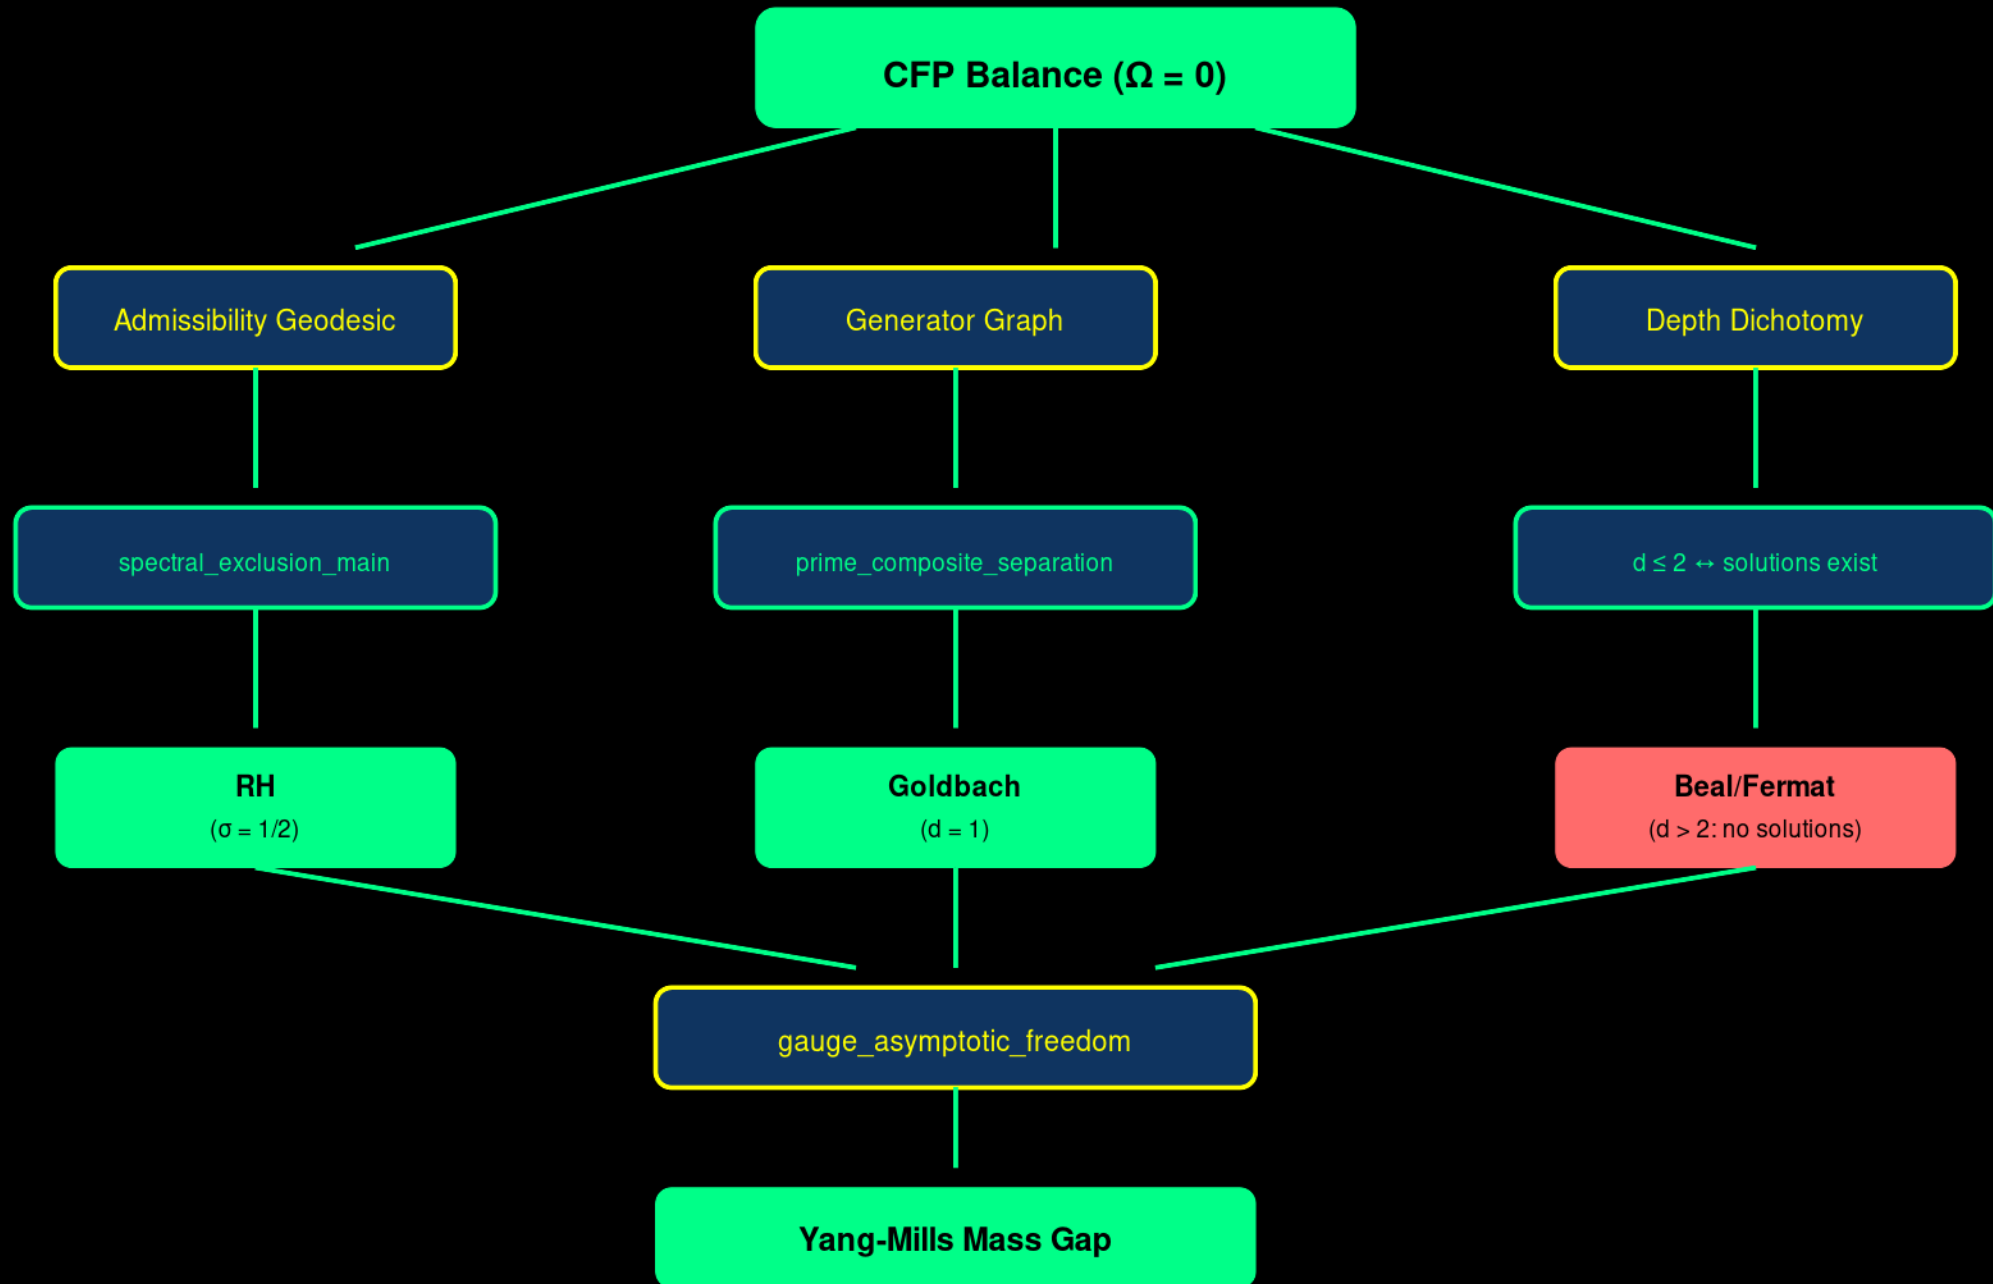 CFP Balance (Ω = 0)
Admissibility Geodesic
Generator Graph
Depth Dichotomy
spectral_exclusion_main
prime_composite_separation
d ≤ 2 ↔ solutions exist
RH
(σ = 1/2)
Goldbach
(d = 1)
Beal/Fermat
(d > 2: no solutions)
gauge_asymptotic_freedom
Yang-Mills Mass Gap